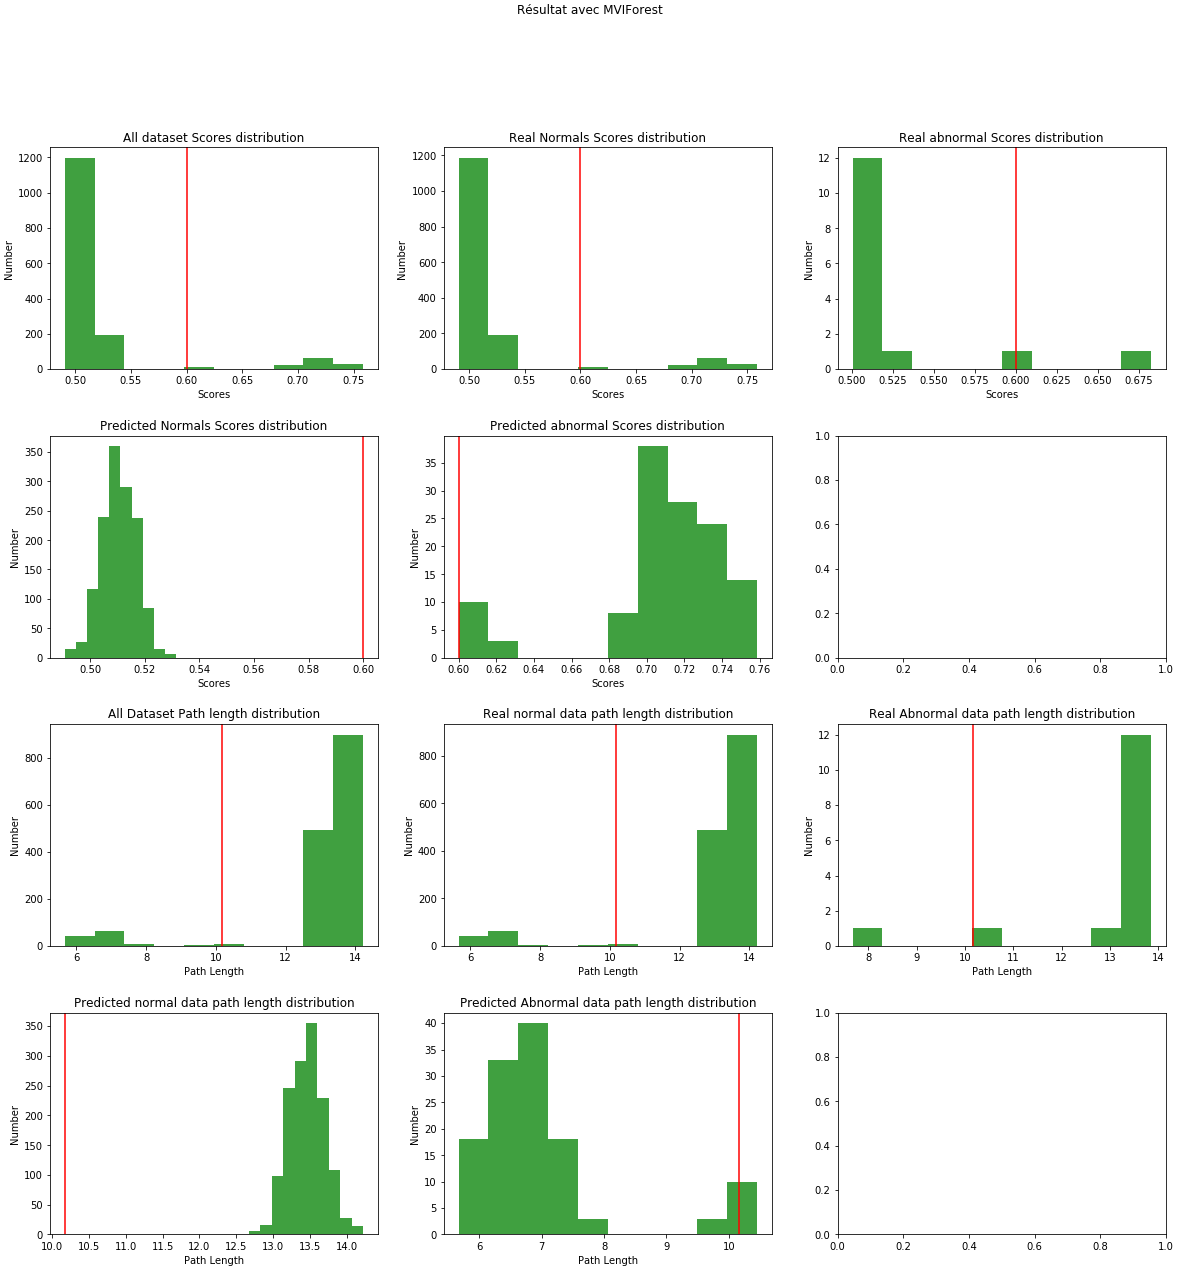 Résultat avec MVIForest
All dataset Scores distribution
Real Normals Scores distribution
Real abnormal Scores distribution
1200
1000
800
600
400
200
0
Number
0.50 0.55 0.60 0.65 0.70 0.75
Scores
1200
1000
800
600
400
200
0
Number
0.50 0.55 0.60 0.65 0.70 0.75
Scores
12
10
8
6
4
2
0
Number
0.500 0.525 0.550 0.575 0.600 0.625 0.650 0.675
Scores
Predicted Normals Scores distribution
Predicted abnormal Scores distribution
350
300
250
200
150
100
50
0
Number
0.50 0.52 0.54 0.56 0.58 0.60
Scores
35
30
25
20
15
10
5
0
Number
0.60 0.62 0.64 0.66 0.68 0.70 0.72 0.74 0.76
Scores
1.0
0.8
0.6
0.4
0.2
0.0
0.0 0.2 0.4 0.6 0.8 1.0
All Dataset Path length distribution
Real normal data path length distribution
Real Abnormal data path length distribution
800
600
400
200
0
Number
6 8 10 12 14
Path Length
800
600
400
200
0
Number
6 8 10 12 14
Path Length
12
10
8
6
4
2
0
Number
8 9 10 11 12 13 14
Path Length
Predicted normal data path length distribution
Predicted Abnormal data path length distribution
350
300
250
200
150
100
50
0
Number
10.0 10.5 11.0 11.5 12.0 12.5 13.0 13.5 14.0
Path Length
40
35
30
25
20
15
10
5
0
Number
6 7 8 9 10
Path Length
1.0
0.8
0.6
0.4
0.2
0.0
0.0 0.2 0.4 0.6 0.8 1.0